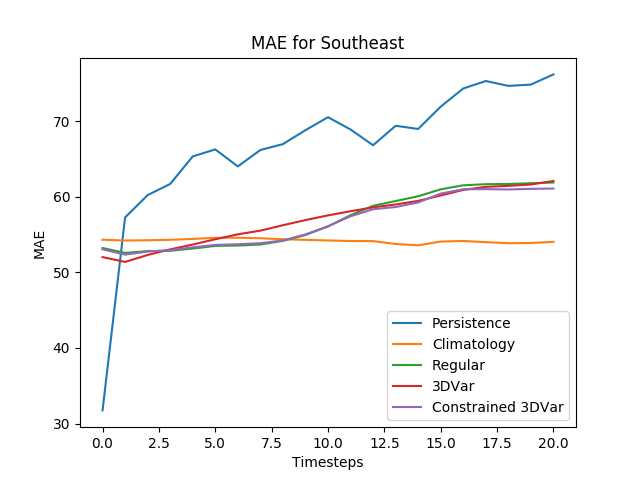 MAE for Southeast
MAE
70
60
50
40
30
0.0 2.5 5.0 7.5 10.0 12.5 15.0 17.5 20.0
Timesteps
Persistence
Climatology
Regular
3DVar
Constrained 3DVar